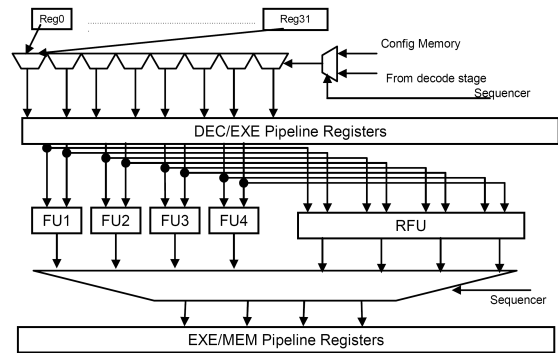 Reg0
Reg31
Config Memory
From decode stage
Sequencer
DEC/EXE Pipeline Registers
FU1
FU2
FU3
FU4
RFU
Sequencer
EXE/MEM Pipeline Registers